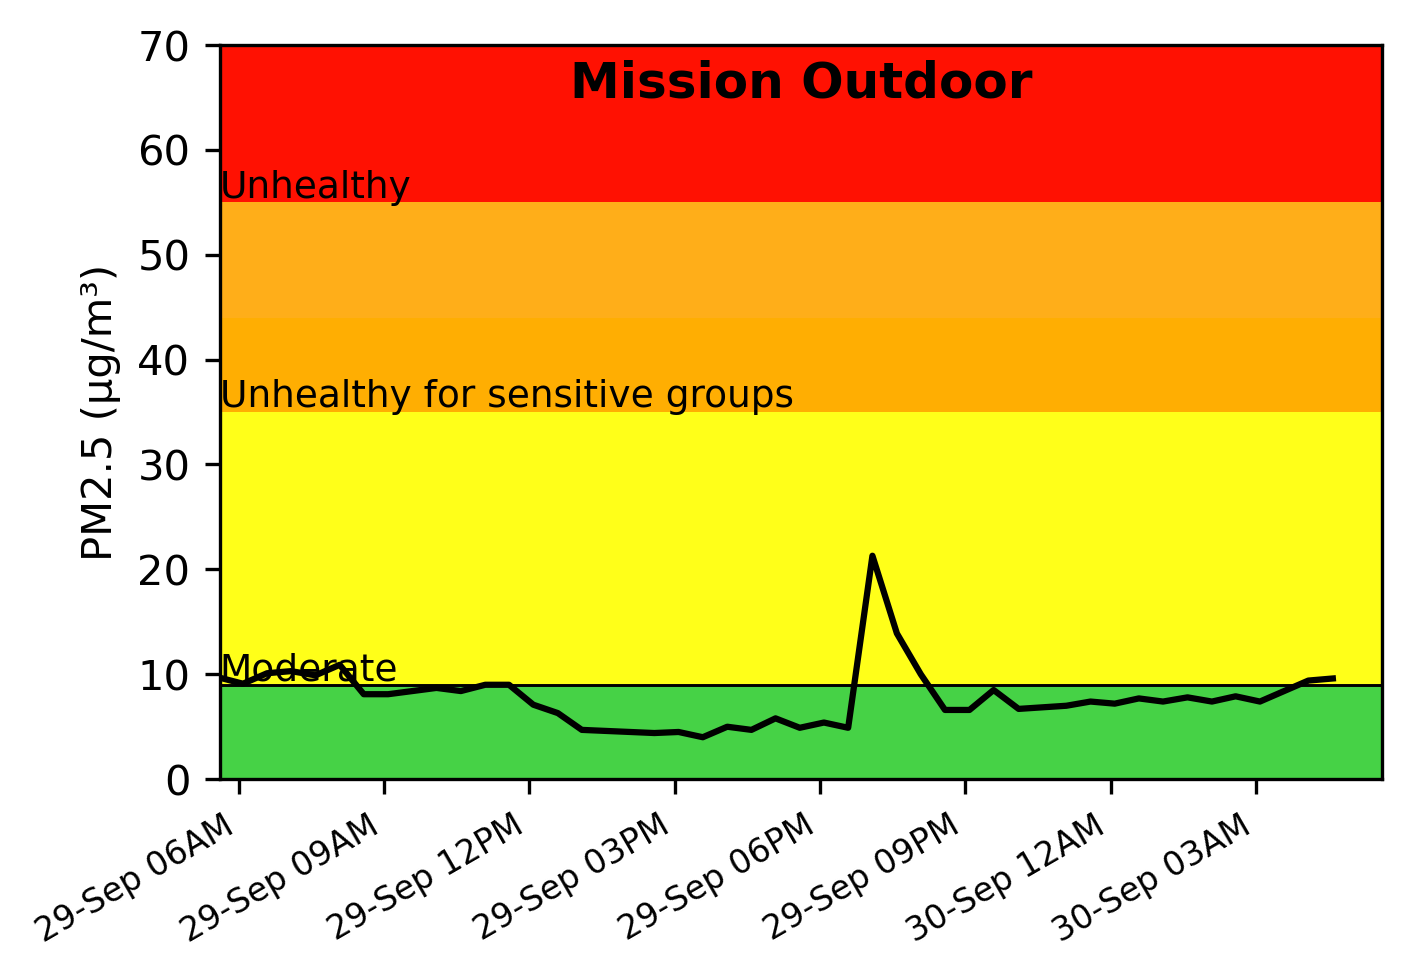 Mission Outdoor
PM2.5 (µg/m³)
70
60
Unhealthy
50
40
Unhealthy for sensitive groups
30
20
Moderate
10
0
29-Sep 06AM
29-Sep 09AM
29-Sep 12PM
29-Sep 03PM
29-Sep 06PM
29-Sep 09PM
30-Sep 12AM
30-Sep 03AM